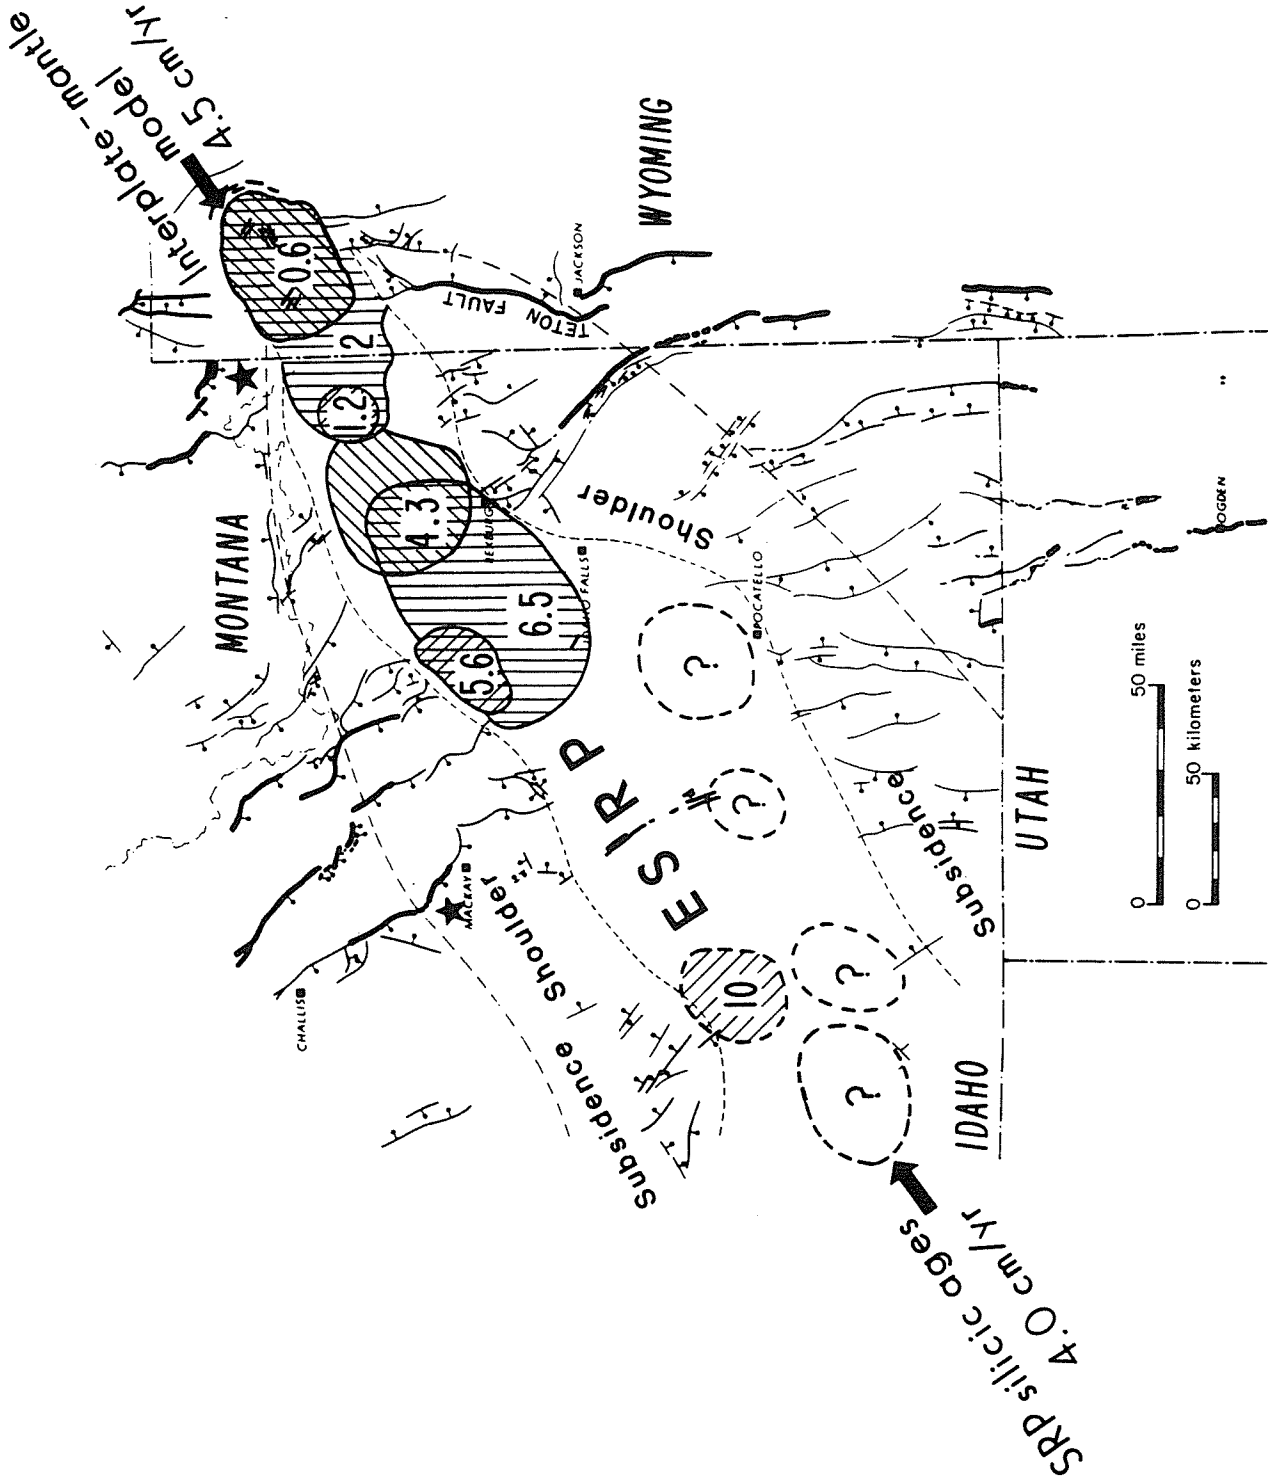 Interplate-mantle
model
4.5 cm/yr
MONTANA
WYOMING
CHALLIS
MACKAY
Shoulder
Subsidence
0.6
2
1.2
4.3
6.5
5.6
10
?
?
?
?
REXBURG
FALLS
JACKSON
TETON FAULT
Shoulder
POCATELLO
ESRP
Subsidence
IDAHO
UTAH
OGDEN
SRP silicic ages
4.0 cm/yr
0 50 miles
0 50 kilometers